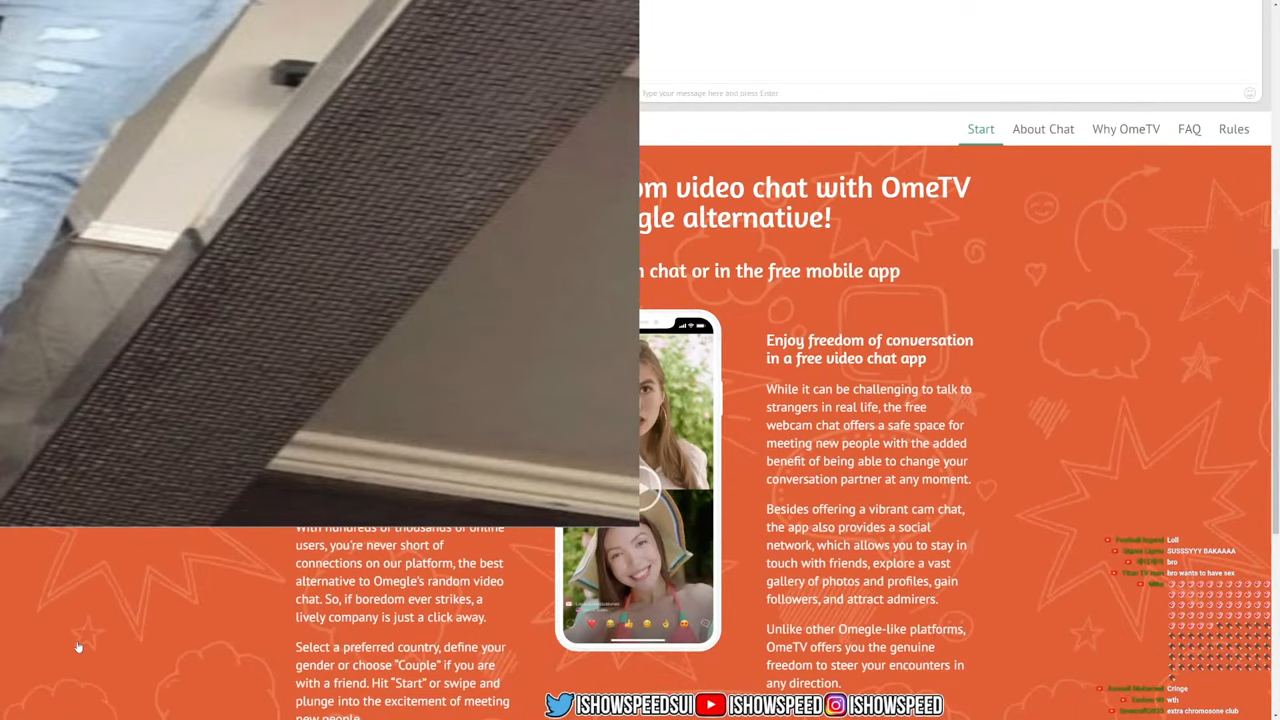 Type your message here and press Enter
Start About Chat Why OmeTV FAQ Rules
om video chat with OmeTV
gle alternative!
chat or in the free mobile app
Enjoy freedom of conversation
in a free video chat app
While it can be challenging to talk to
strangers in real life, the free
webcam chat offers a safe space for
meeting new people with the added
benefit of being able to change your
conversation partner at any moment.
Besides offering a vibrant cam chat,
the app also provides a social
network, which allows you to stay in
touch with friends, explore a vast
gallery of photos and profiles, gain
followers, and attract admirers.
Unlike other Omegle-like platforms,
OmeTV offers you the genuine
freedom to steer your encounters in
any direction.
With hundreds of thousands of online
users, you're never short of
connections on our platform, the best
alternative to Omegle's random video
chat. So, if boredom ever strikes, a
lively company is just a click away.
Select a preferred country, define your
gender or choose "Couple" if you are
with a friend. Hit "Start" or swipe and
plunge into the excitement of meeting
new people.
Loll
SUSSSYYY BAKAAAA
bro
bro wants to have sex
Cringe
wth
extra chromosone club
ISHOWSPEEDSUI ISHOWSPEED ISHOWSPEED